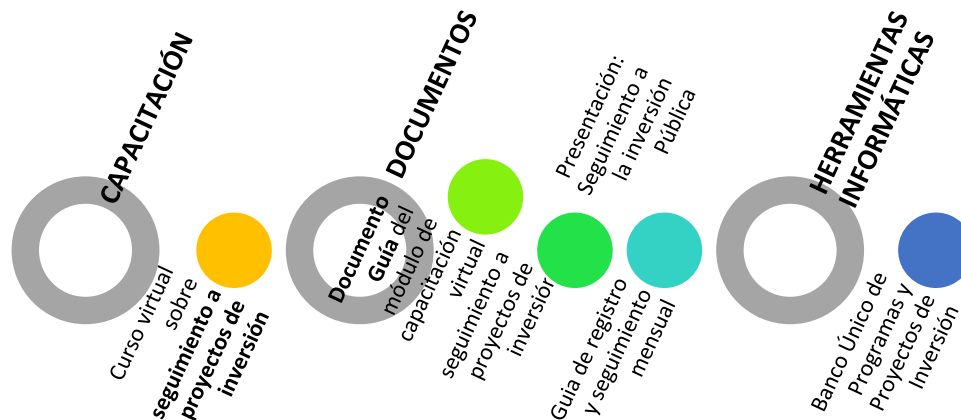 CAPACITACIÓN
Curso virtual
sobre
seguimiento a
proyectos de
inversión
DOCUMENTOS
Documento
Guía del
módulo de
capacitación
virtual
seguimiento a
proyectos de
inversión
Presentación:
Seguimiento a
la inversión
Pública
Guia de registro
y seguimiento
mensual
HERRAMIENTAS
INFORMÁTICAS
Banco Único de
Programas y
Proyectos de
Inversión